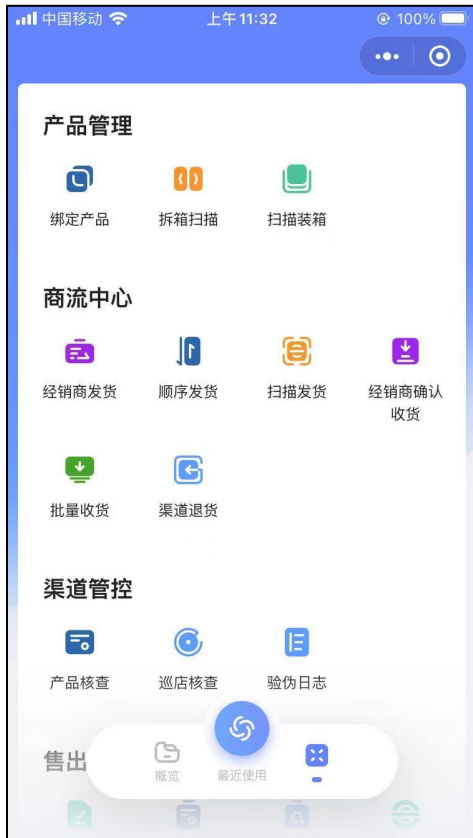 中国移动 上午11:32 100%
产品管理
绑定产品 拆箱扫描 扫描装箱
商流中心
经销商发货 顺序发货 扫描发货 经销商确认
收货
批量收货 渠道退货
渠道管控
产品核查 巡店核查 验伪日志
售出
概览 最近使用